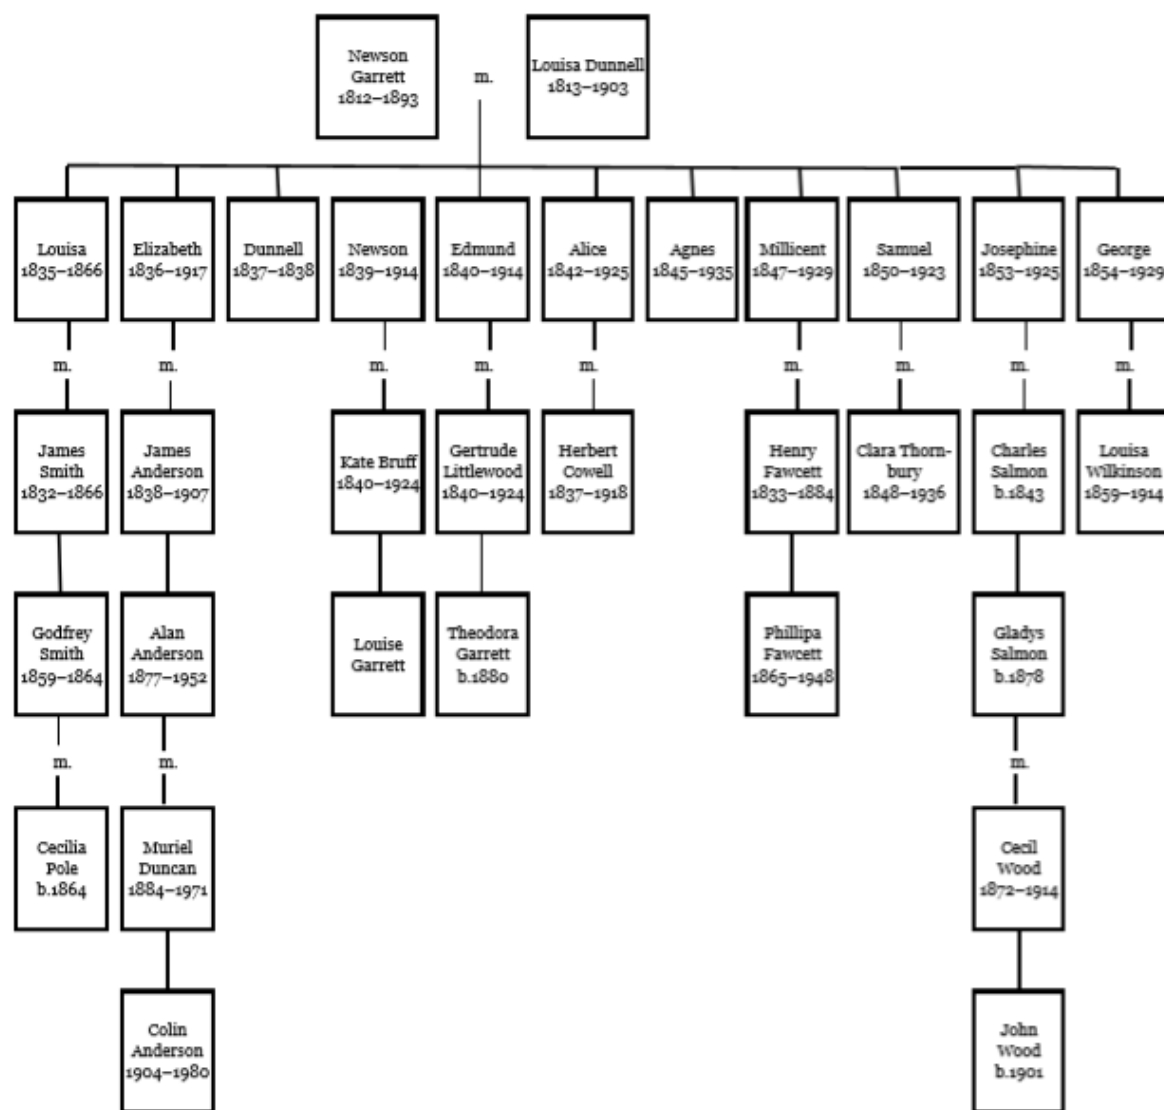 Newson
Garrett
1812–1893
m.
Louisa Dunnell
1813–1903
Louisa
1835–1866
Elizabeth
1836–1917
Dunnell
1837–1838
Newson
1839–1914
Edmund
1840–1914
Alice
1842–1925
Agnes
1845–1935
Millicent
1847–1929
Samuel
1850–1923
Josephine
1853–1925
George
1854–1929
m.
m.
m.
m.
m.
m.
m.
m.
m.
James
Smith
1832–1866
James
Anderson
1838–1907
Kate Bruff
1840–1924
Gertrude
Littlewood
1840–1924
Herbert
Cowell
1837–1918
Henry
Fawcett
1833–1884
Clara Thorn-
bury
1848–1936
Charles
Salmon
b.1843
Louisa
Wilkinson
1859–1914
Godfrey
Smith
1859–1864
Alan
Anderson
1877–1952
Louise
Garrett
Theodora
Garrett
b.1880
Phillipa
Fawcett
1865–1948
Gladys
Salmon
b.1878
m.
m.
m.
Cecilia
Pole
b.1864
Muriel
Duncan
1884–1971
Cecil
Wood
1872–1914
Colin
Anderson
1904–1980
John
Wood
b.1901